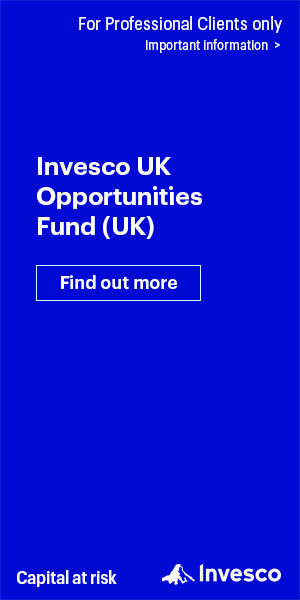 For Professional Clients only
Important information >
Invesco UK
Opportunities
Fund (UK)
Find out more
Capital at risk
Invesco